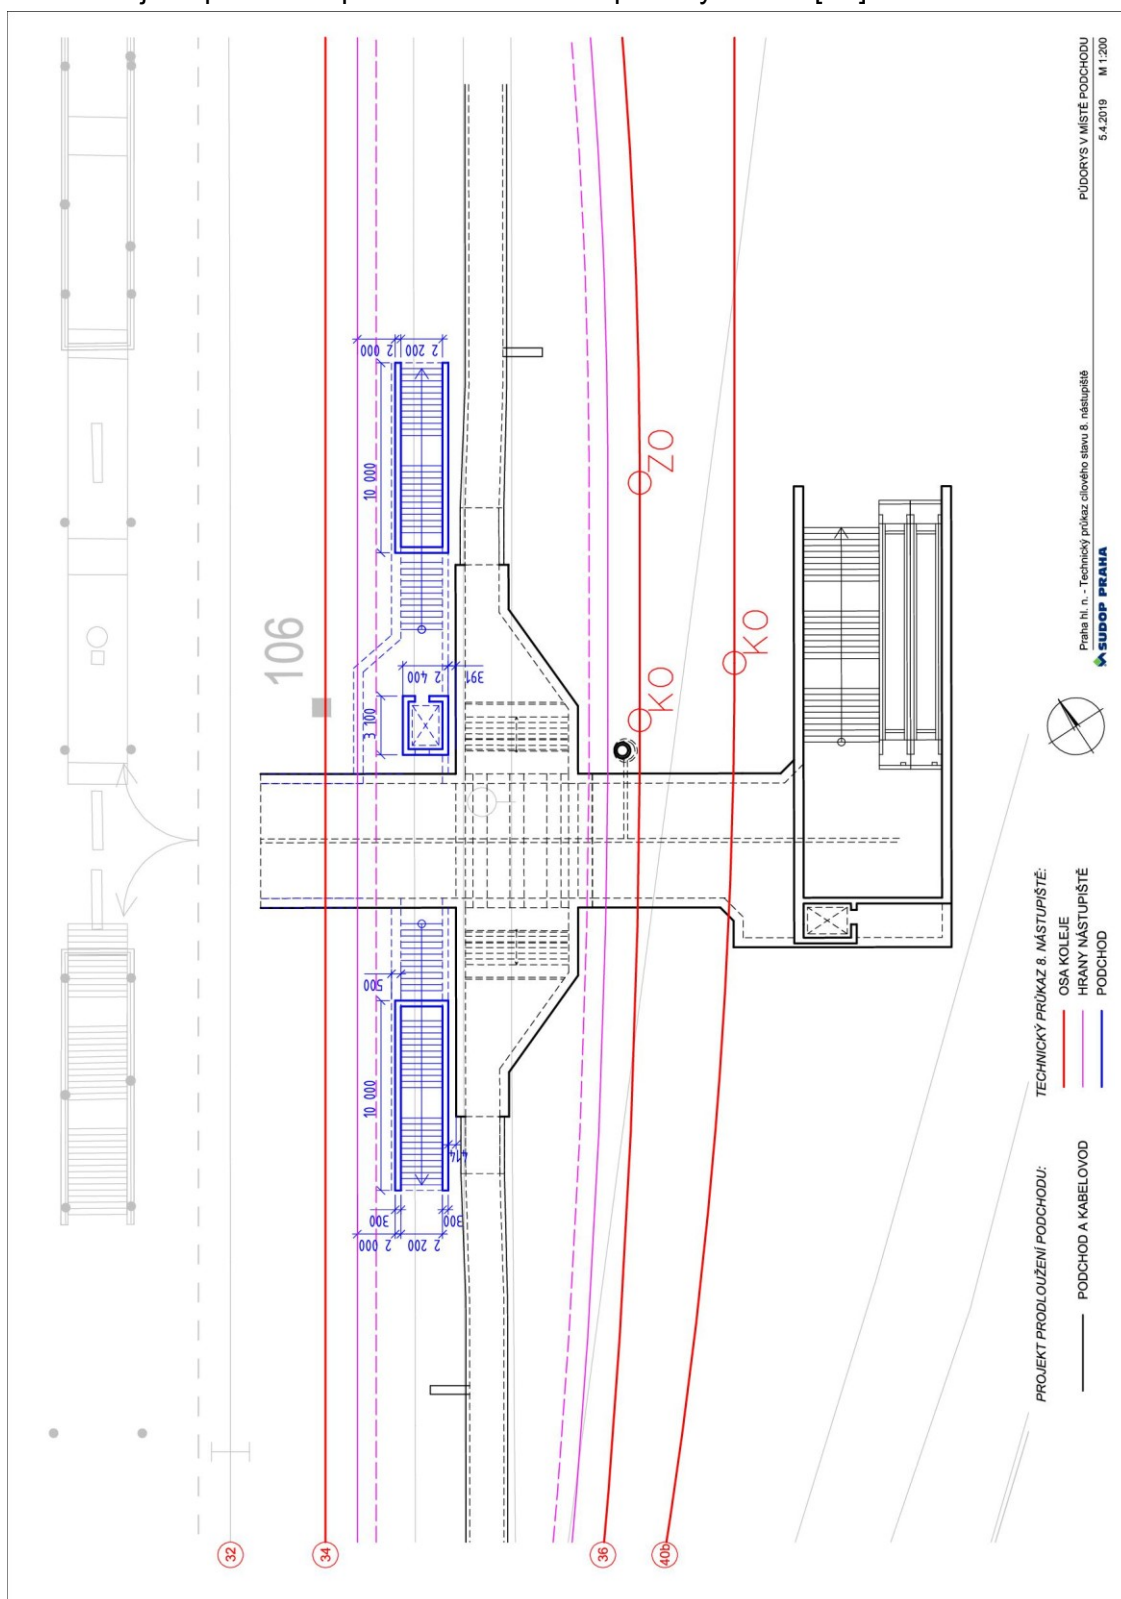 PŮDORYS V MÍSTĚ PODCHODU
5.4.2019 M 1:200
Praha hl. n. - Technický průkaz cílového stavu 8. nástupiště
SUDOP PRAHA
TECHNICKÝ PRŮKAZ 8. NÁSTUPIŠTĚ:
OSA KOLEJE
HRANY NÁSTUPIŠTĚ
PODCHOD
PROJEKT PRODLOUŽENÍ PODCHODU:
PODCHOD A KABELOVOD
106
2 000
2 200
10 000
2 400
391
3 100
500
10 000
414
300
300
2 000
2 200
ZO
KO
KO
32
34
36
40b